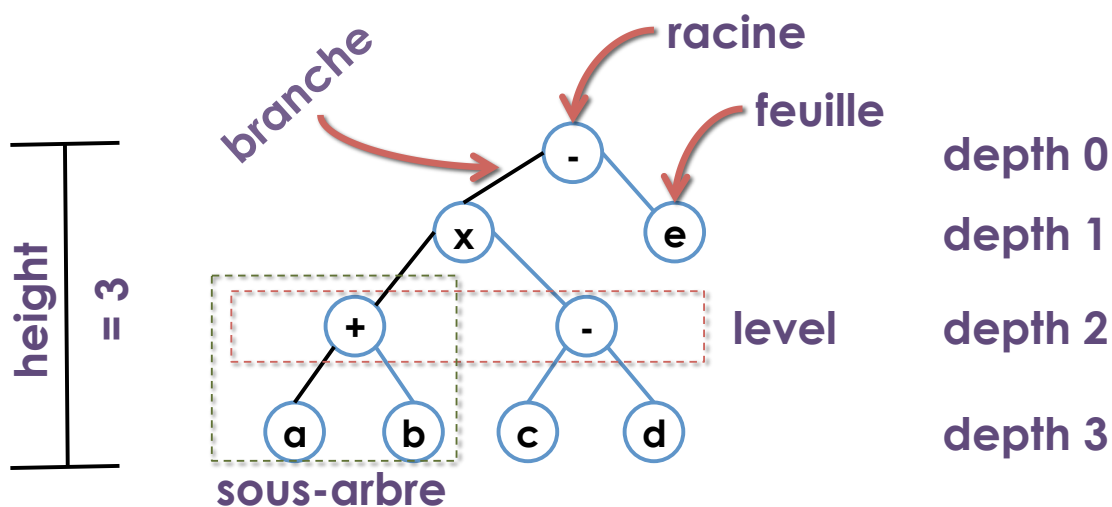 racine
branche
feuille
-
depth 0
x
e
depth 1
height
= 3
+
-
level
depth 2
a
b
c
d
depth 3
sous-arbre